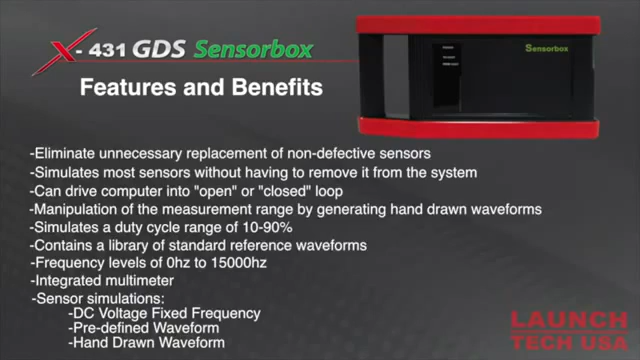 X-431 GDS Sensorbox
Sensorbox
Features and Benefits
-Eliminate unnecessary replacement of non-defective sensors
-Simulates most sensors without having to remove it from the system
-Can drive computer into "open" or "closed" loop
-Manipulation of the measurement range by generating hand drawn waveforms
-Simulates a duty cycle range of 10-90%
-Contains a library of standard reference waveforms
-Frequency levels of 0hz to 15000hz
-Integrated multimeter
-Sensor simulations:
-DC Voltage Fixed Frequency
-Pre-defined Waveform
-Hand Drawn Waveform
LAUNCH
TECH USA